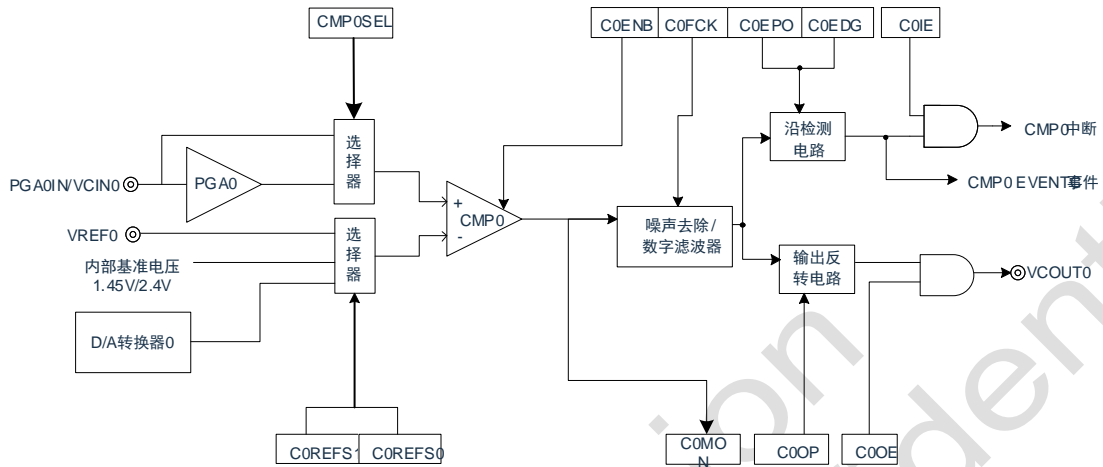 CMP0SEL
C0ENB C0FCK C0EPO C0EDG C0IE
选择器
沿检测
电路
CMP0中断
PGA0IN/VCIN0
PGA0
CMP0 EVENT事件
+
CMP0
-
VREF0
选择器
噪声去除/
数字滤波器
内部基准电压
1.45V/2.4V
输出反
转电路
VCOUT0
D/A转换器0
C0REFS1 C0REFS0
C0MO
N
C0OP
C0OE
ion
dent